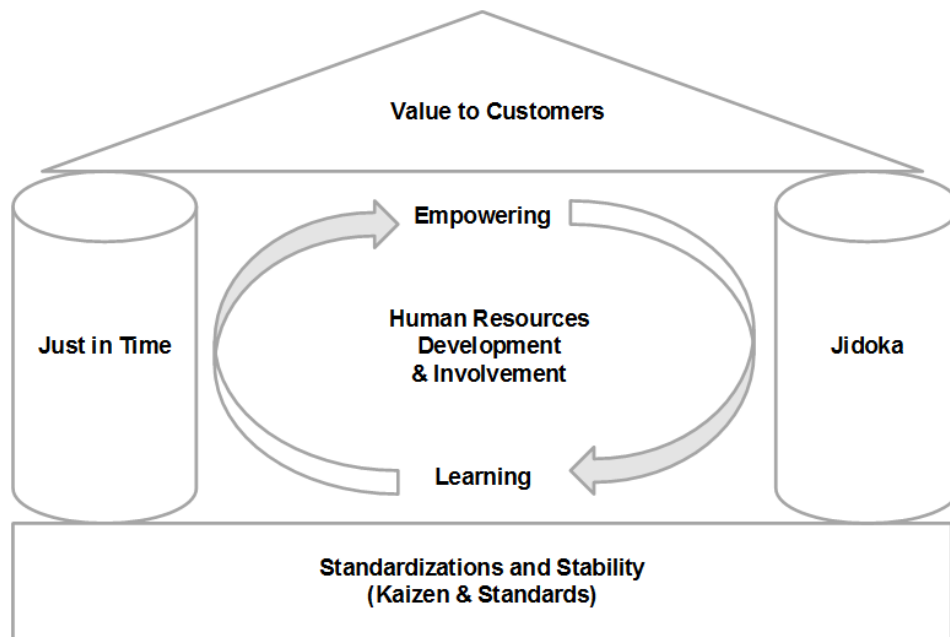 Value to Customers
Empowering
Just in Time
Human Resources
Development
& Involvement
Jidoka
Learning
Standardizations and Stability
(Kaizen & Standards)